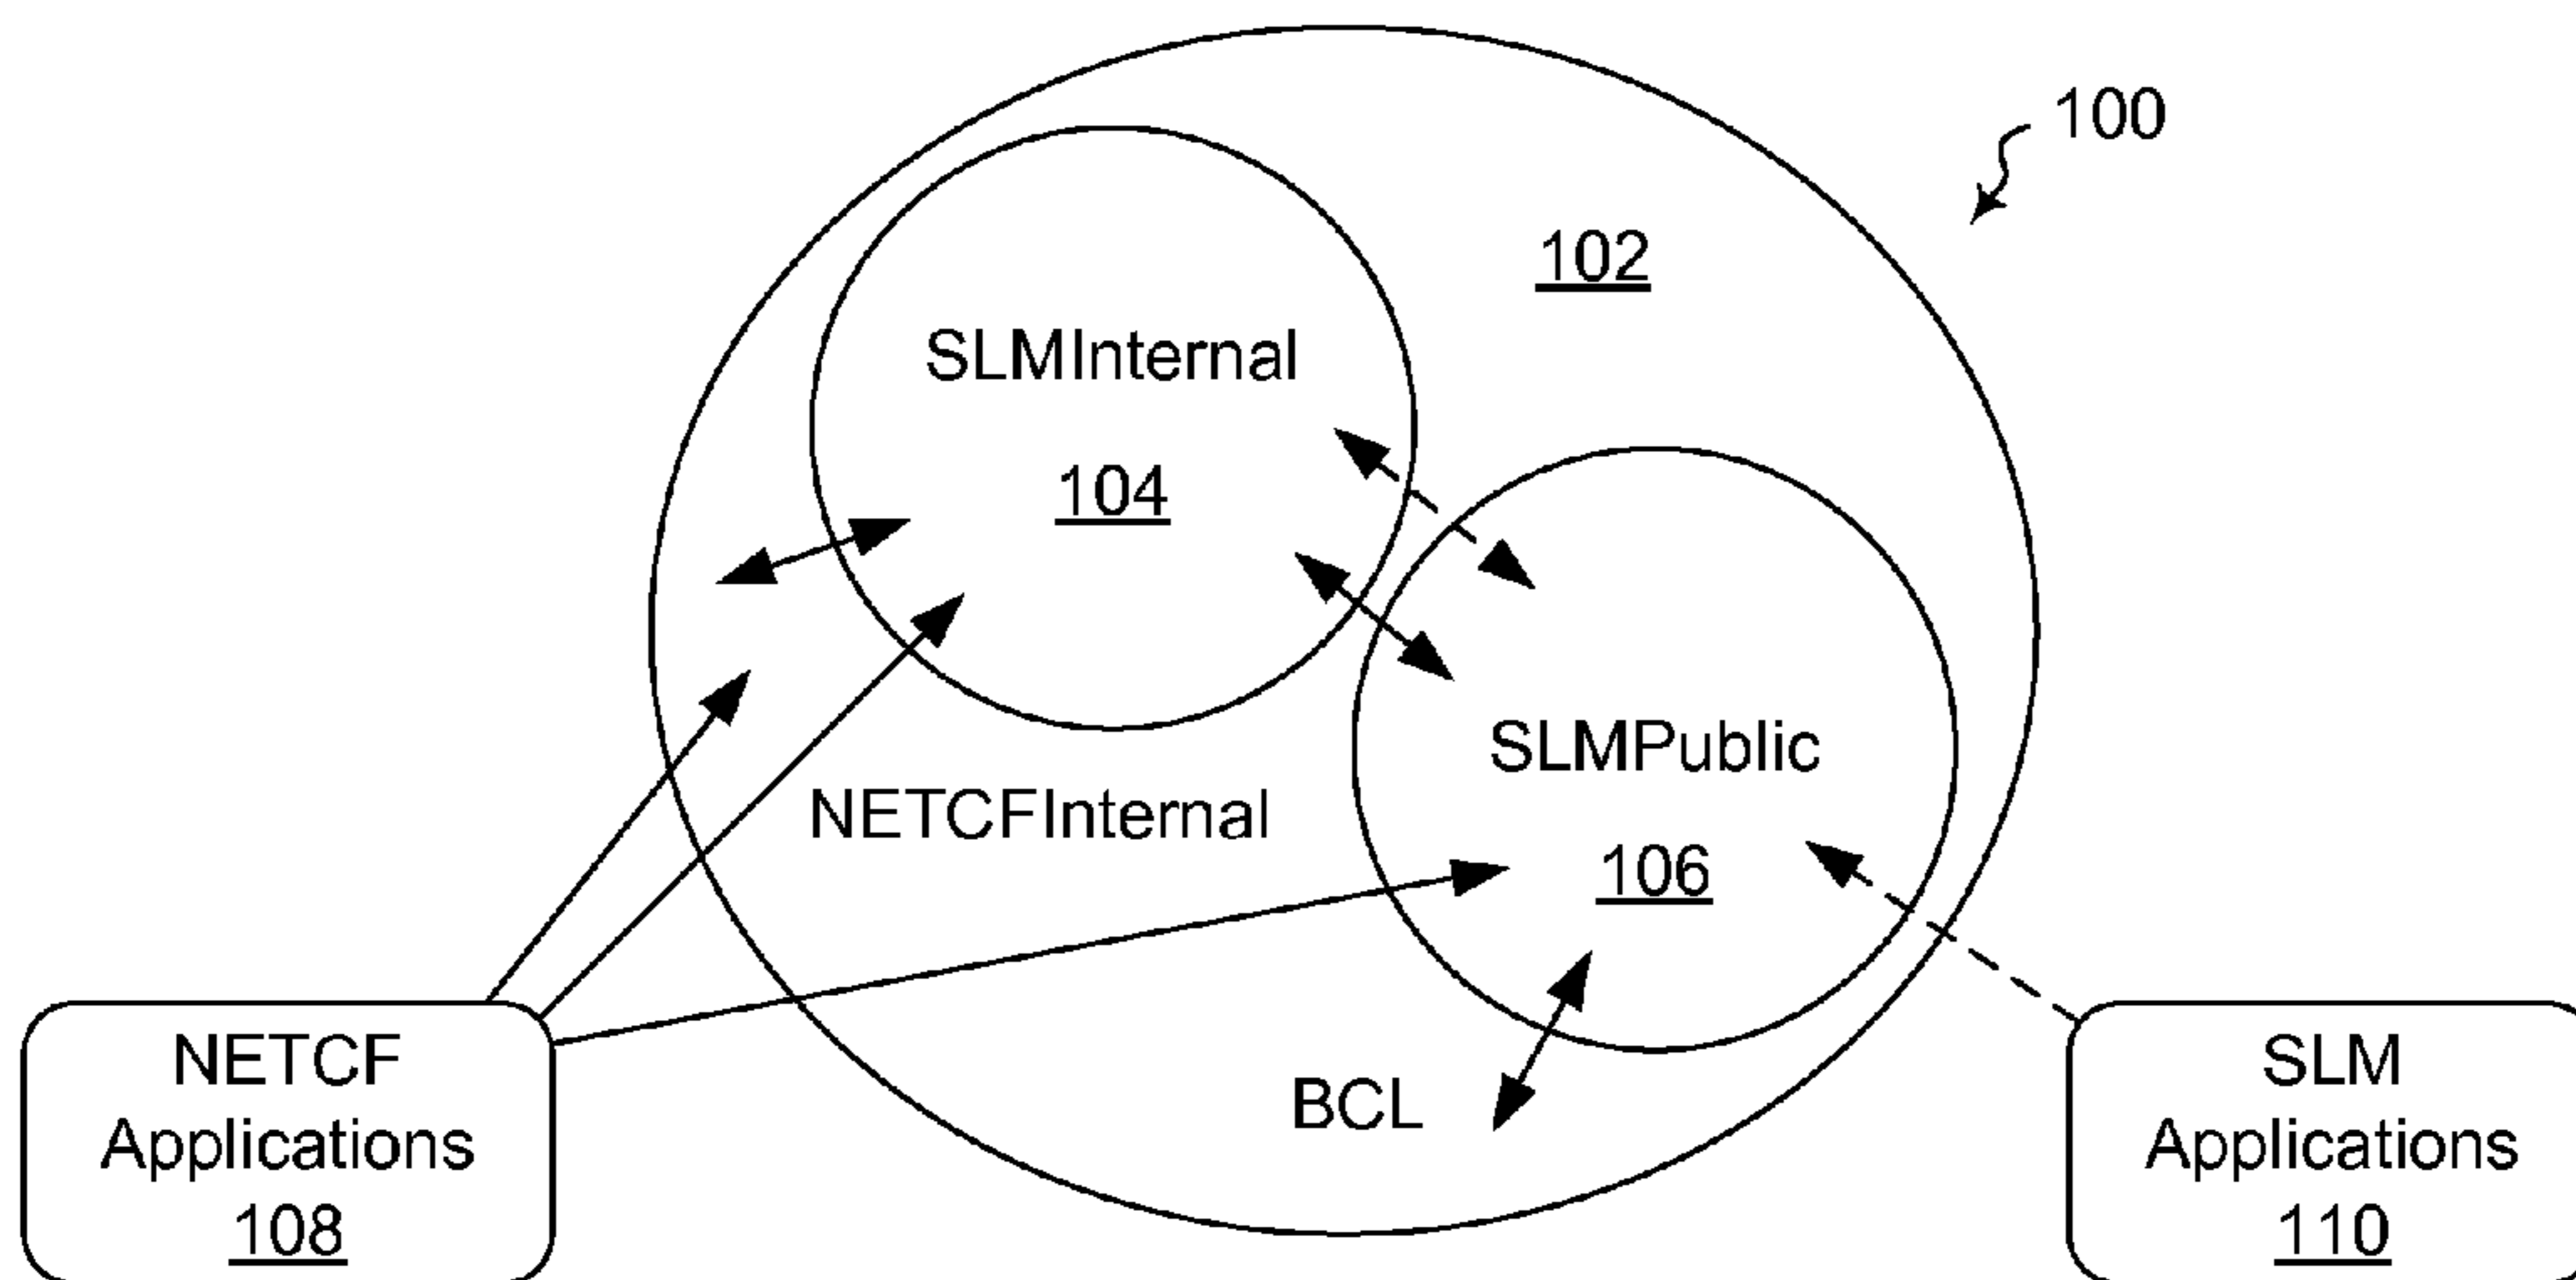 100
102
SLMInternal
104
SLMPublic
NETCFInternal
106
BCL
NETCF
Applications
108
SLM
Applications
110